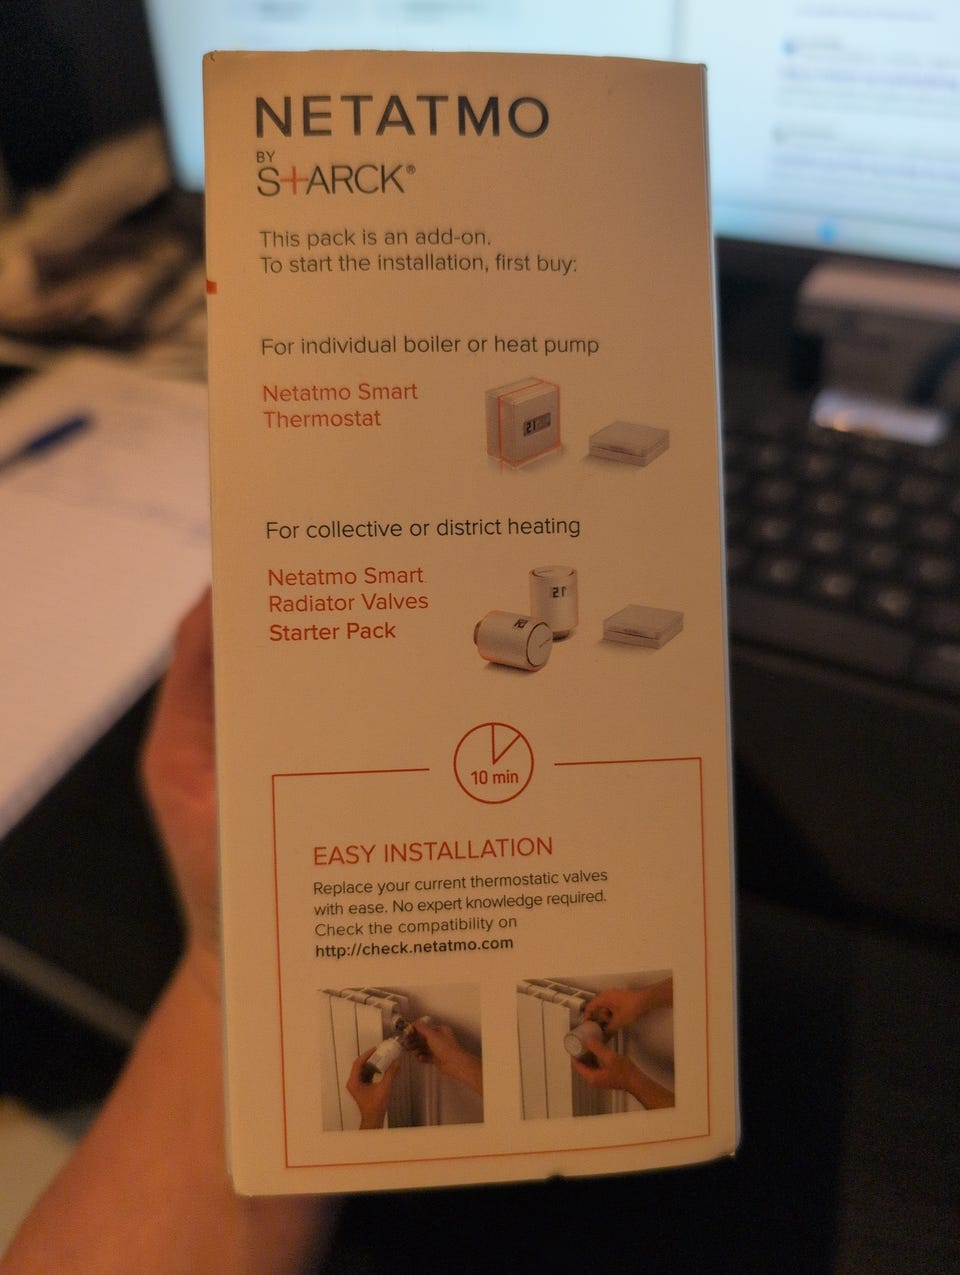 NETATMO
BY
STARCK®
This pack is an add-on.
To start the installation, first buy:
For individual boiler or heat pump
Netatmo Smart
Thermostat
21
For collective or district heating
Netatmo Smart
Radiator Valves
Starter Pack
21
10 min
EASY INSTALLATION
Replace your current thermostatic valves
with ease. No expert knowledge required.
Check the compatibility on
http://check.netatmo.com